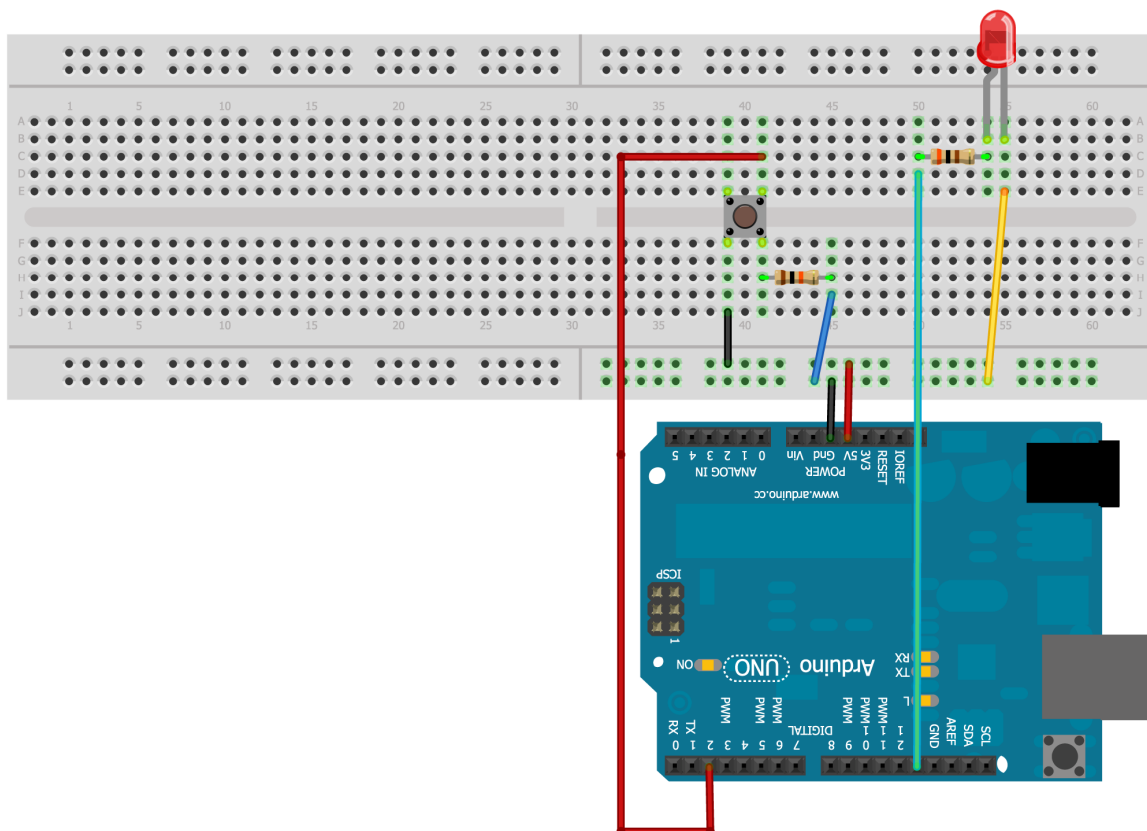 1 5 10 15 20 25 30 35 40 45 50 55 60
A A
B B
C C
D D
E E
F F
G G
H H
I I
J J
1 5 10 15 20 25 30 35 40 45 50 55 60
5 4 3 2 1 0 Vin Gnd 5V 3V3 RESET IOREF
ANALOG IN POWER
www.arduino.cc
ICSP
1
ON UNO Arduino RX
TX
L
PWM PWM PWM PWM PWM PWM
DIGITAL
RX TX GND AREF SDA SCL
0 1 2 3 4 5 6 7 8 9 10 11 12